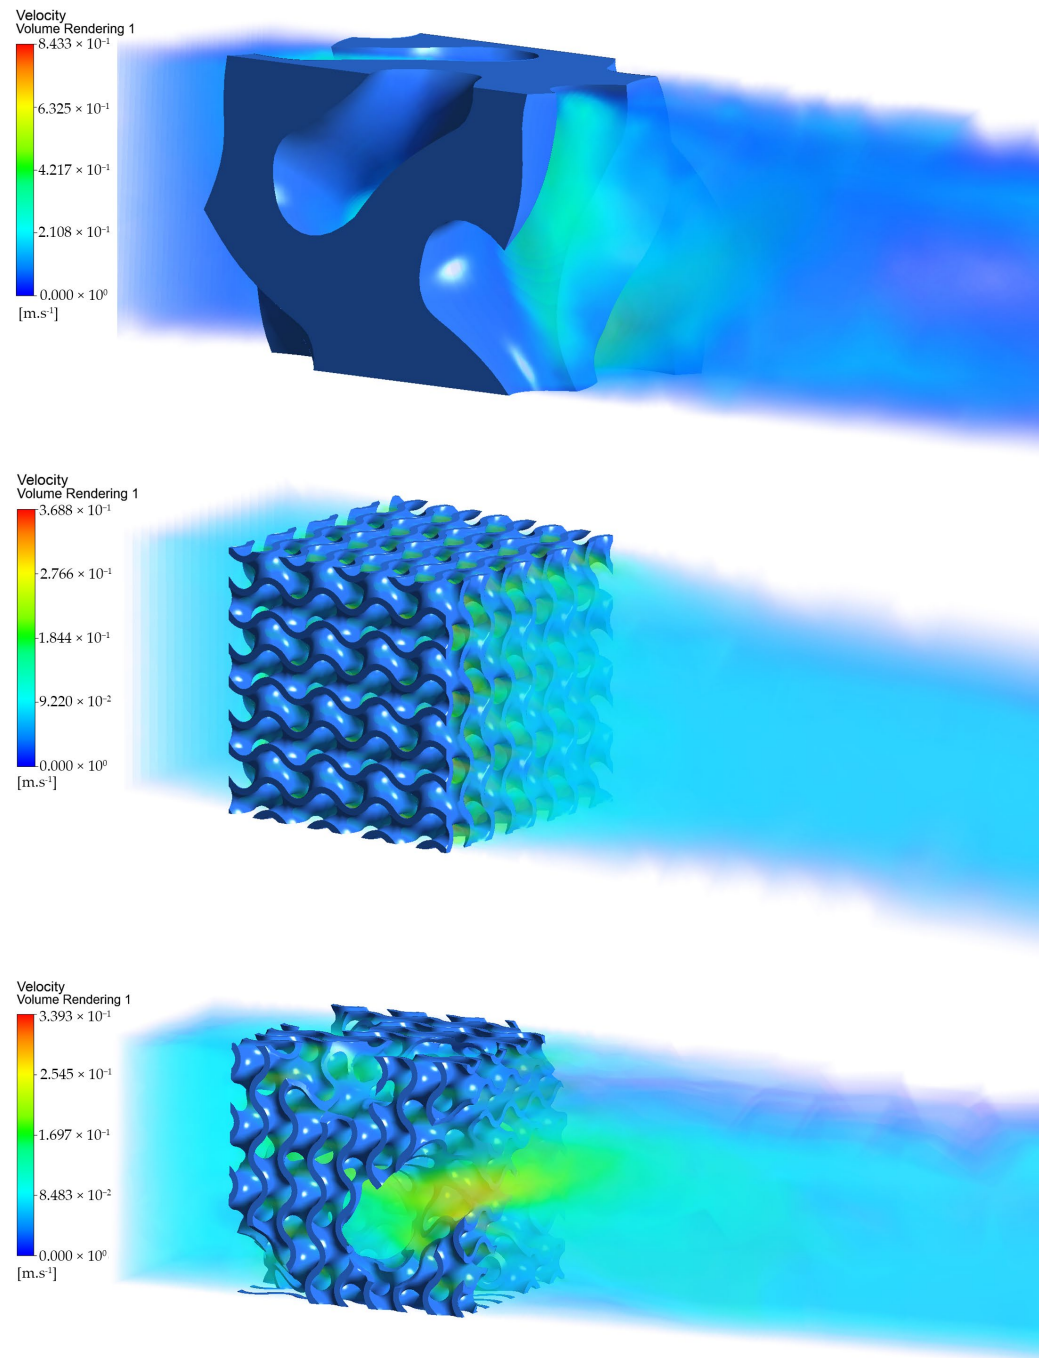 Velocity
Volume Rendering 1
8.433 × 10⁻¹
6.325 × 10⁻¹
4.217 × 10⁻¹
2.108 × 10⁻¹
0.000 × 10⁰
[m.s⁻¹]
Velocity
Volume Rendering 1
3.688 × 10⁻¹
2.766 × 10⁻¹
1.844 × 10⁻¹
9.220 × 10⁻²
0.000 × 10⁰
[m.s⁻¹]
Velocity
Volume Rendering 1
3.393 × 10⁻¹
2.545 × 10⁻¹
1.697 × 10⁻¹
8.483 × 10⁻²
0.000 × 10⁰
[m.s⁻¹]